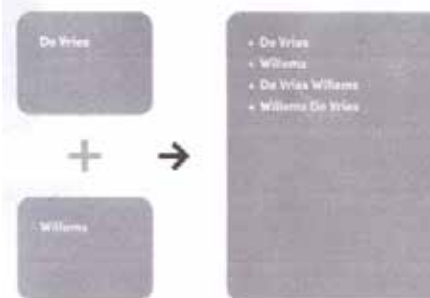 De Vries
+
Willems
→
• De Vries
• Willems
• De Vries Willems
• Willems De Vries